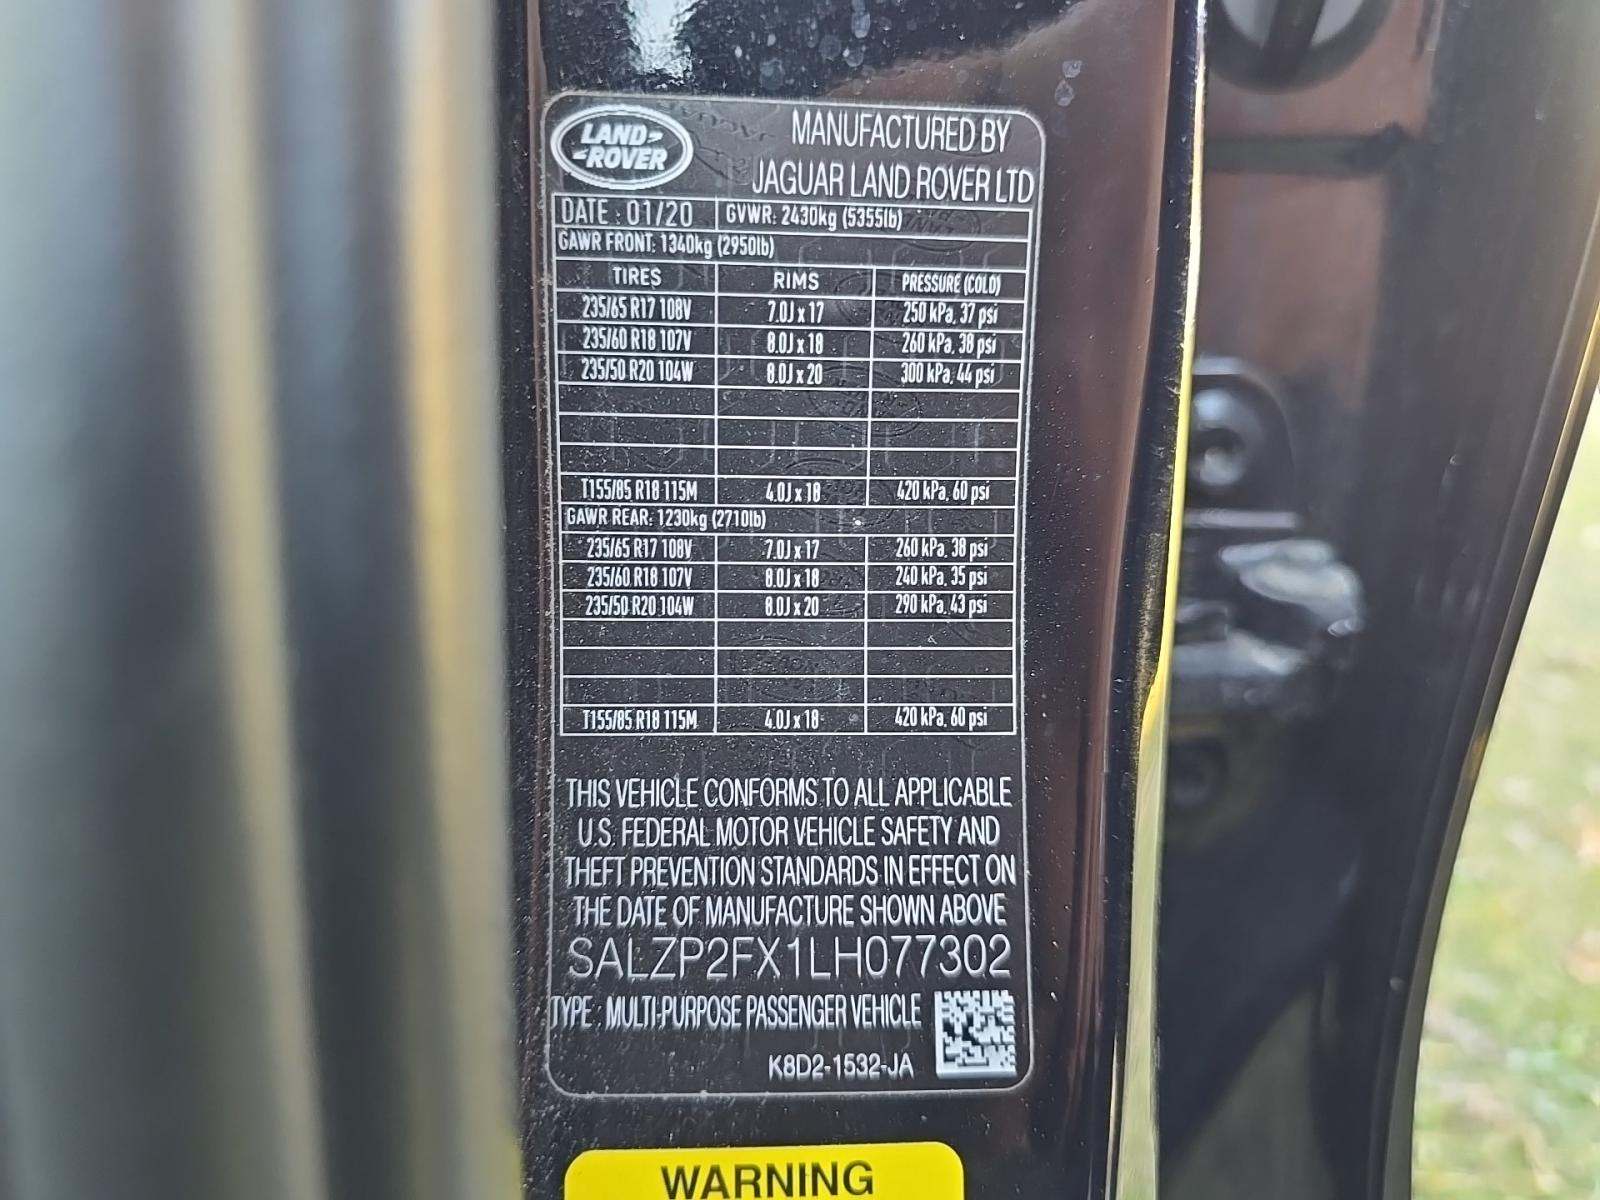 LAND
ROVER
MANUFACTURED BY
JAGUAR LAND ROVER LTD
DATE : 01/20 GVWR: 2430kg (5355lb)
GAWR FRONT: 1340kg (2950lb)
TIRES RIMS PRESSURE (COLD)
235/65 R17 108V 7.0J x 17 250 kPa, 37 psi
235/60 R18 107V 8.0J x 18 260 kPa, 38 psi
235/50 R20 104W 8.0J x 20 300 kPa, 44 psi
T155/85 R18 115M 4.0J x 18 420 kPa, 60 psi
GAWR REAR: 1230kg (2710lb)
235/65 R17 108V 7.0J x 17 260 kPa, 38 psi
235/60 R18 107V 8.0J x 18 240 kPa, 35 psi
235/50 R20 104W 8.0J x 20 290 kPa, 43 psi
T155/85 R18 115M 4.0J x 18 420 kPa, 60 psi
THIS VEHICLE CONFORMS TO ALL APPLICABLE
U.S. FEDERAL MOTOR VEHICLE SAFETY AND
THEFT PREVENTION STANDARDS IN EFFECT ON
THE DATE OF MANUFACTURE SHOWN ABOVE
SALZP2FX1LH077302
TYPE : MULTI-PURPOSE PASSENGER VEHICLE
K8D2-1532-JA
WARNING